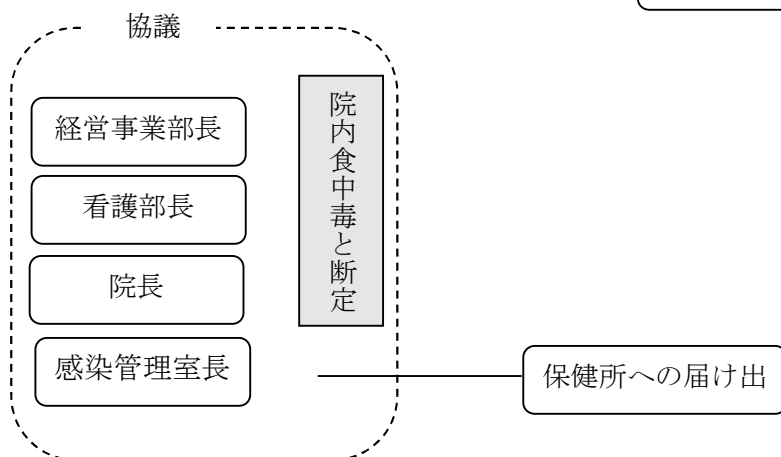 協議
経営事業部長
看護部長
院長
感染管理室長
院内食中毒と断定
保健所への届け出